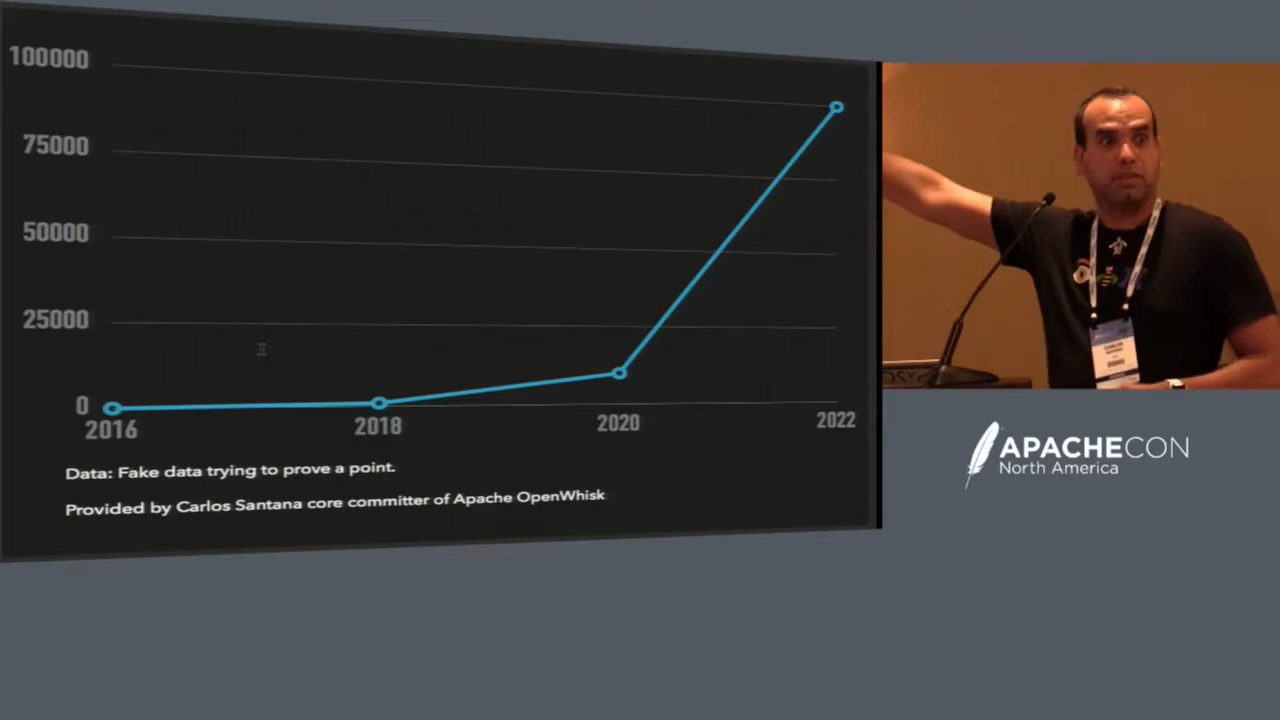 100000
75000
50000
25000
0
2016
2018
2020
2022
Data: Fake data trying to prove a point.
Provided by Carlos Santana core committer of Apache OpenWhisk
APACHECON
North America